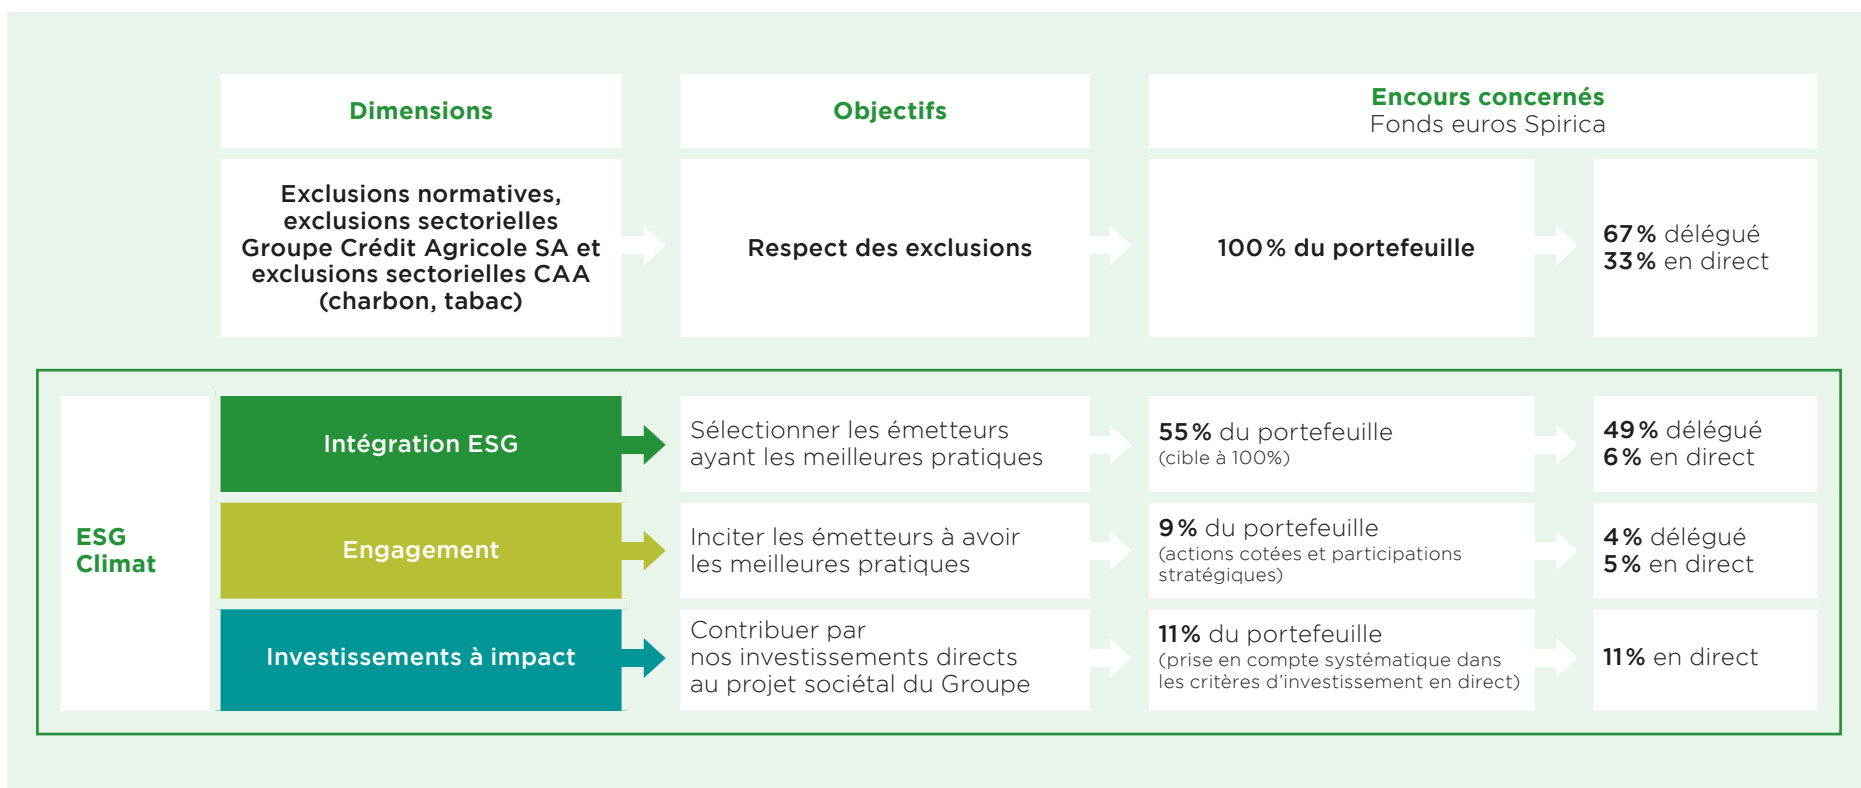 Dimensions
Objectifs
Encours concernés
Fonds euros Spirica
Exclusions normatives,
exclusions sectorielles
Groupe Crédit Agricole SA et
exclusions sectorielles CAA
(charbon, tabac)
Respect des exclusions
100 % du portefeuille
67 % délégué
33 % en direct
ESG
Climat
Intégration ESG
Sélectionner les émetteurs
ayant les meilleures pratiques
55 % du portefeuille
(cible à 100%)
49 % délégué
6 % en direct
Engagement
Inciter les émetteurs à avoir
les meilleures pratiques
9 % du portefeuille
(actions cotées et participations
stratégiques)
4 % délégué
5 % en direct
Investissements à impact
Contribuer par
nos investissements directs
au projet sociétal du Groupe
11 % du portefeuille
(prise en compte systématique dans
les critères d’investissement en direct)
11 % en direct